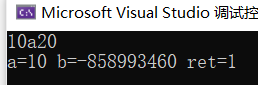 Microsoft Visual Studio 调试控
10a20
a=10 b=-858993460 ret=1